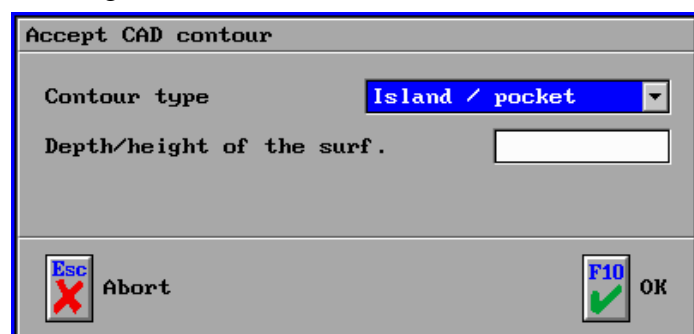 Accept CAD contour
Contour type Island / pocket
Depth/height of the surf.
Esc Abort F10 OK